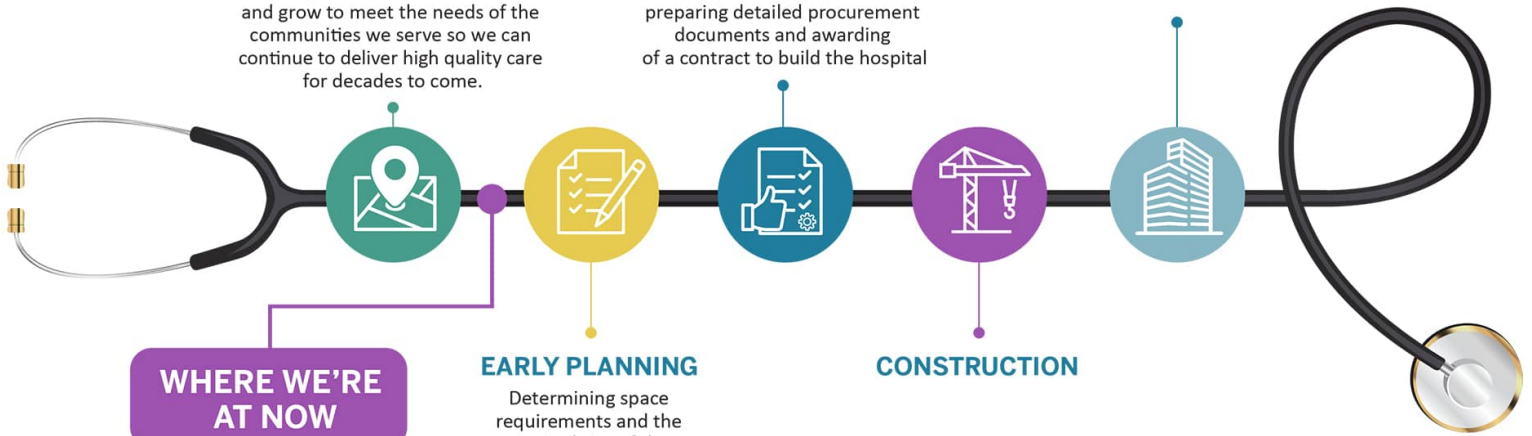 and grow to meet the needs of the
communities we serve so we can
continue to deliver high quality care
for decades to come.
preparing detailed procurement
documents and awarding
of a contract to build the hospital
WHERE WE'RE
AT NOW
EARLY PLANNING
Determining space
requirements and the
CONSTRUCTION